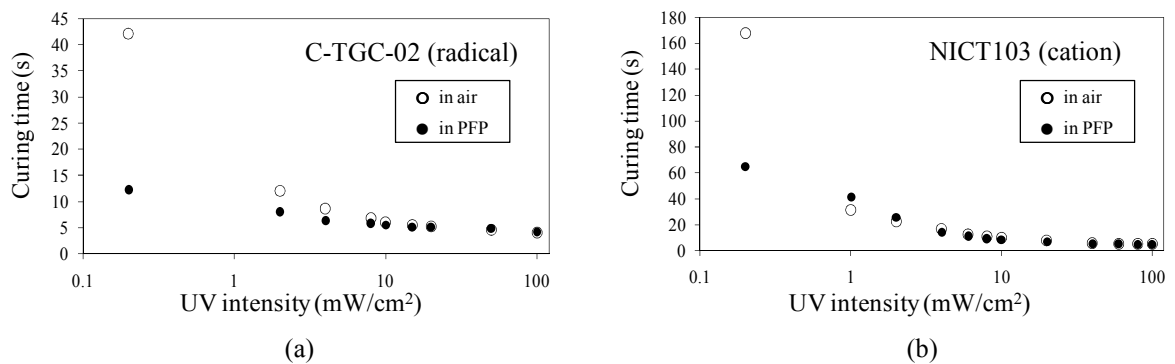 45
40
35
30
25
20
15
10
5
0
Curing time (s)
C-TGC-02 (radical)
in air
in PFP
0.1 1 10 100
UV intensity (mW/cm²)
(a)
180
160
140
120
100
80
60
40
20
0
Curing time (s)
NICT103 (cation)
in air
in PFP
0.1 1 10 100
UV intensity (mW/cm²)
(b)